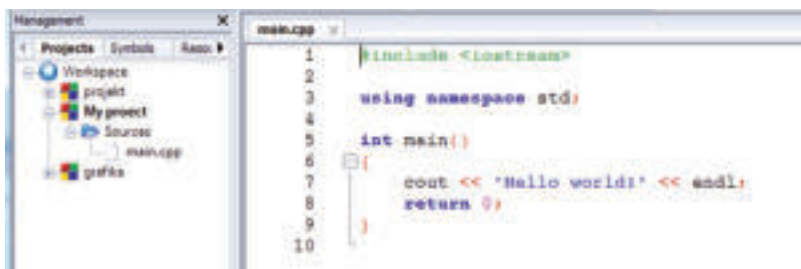 Management
main.cpp
Projects Symbols
Workspace
projekt
My proect
Sources
main.cpp
grafika
1 #include <iostream>
2
3 using namespace std;
4
5 int main()
6 {
7 cout << "Hello world!" << endl;
8 return 0;
9 }
10